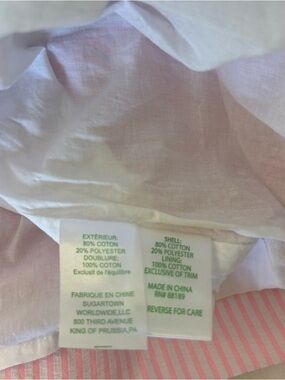 EXTÉRIEUR:
80% COTON
20% POLYESTER
DOUBLURE:
100% COTON
Exclusif de l'équilibre
FABRIQUE EN CHINE
SUGARTOWN
WORLDWIDE, LLC
800 THIRD AVENUE
KING OF PRUSSIA, PA
SHELL:
80% COTTON
20% POLYESTER
LINING:
100% COTTON
EXCLUSIVE OF TRIM
MADE IN CHINA
RN# 68189
REVERSE FOR CARE